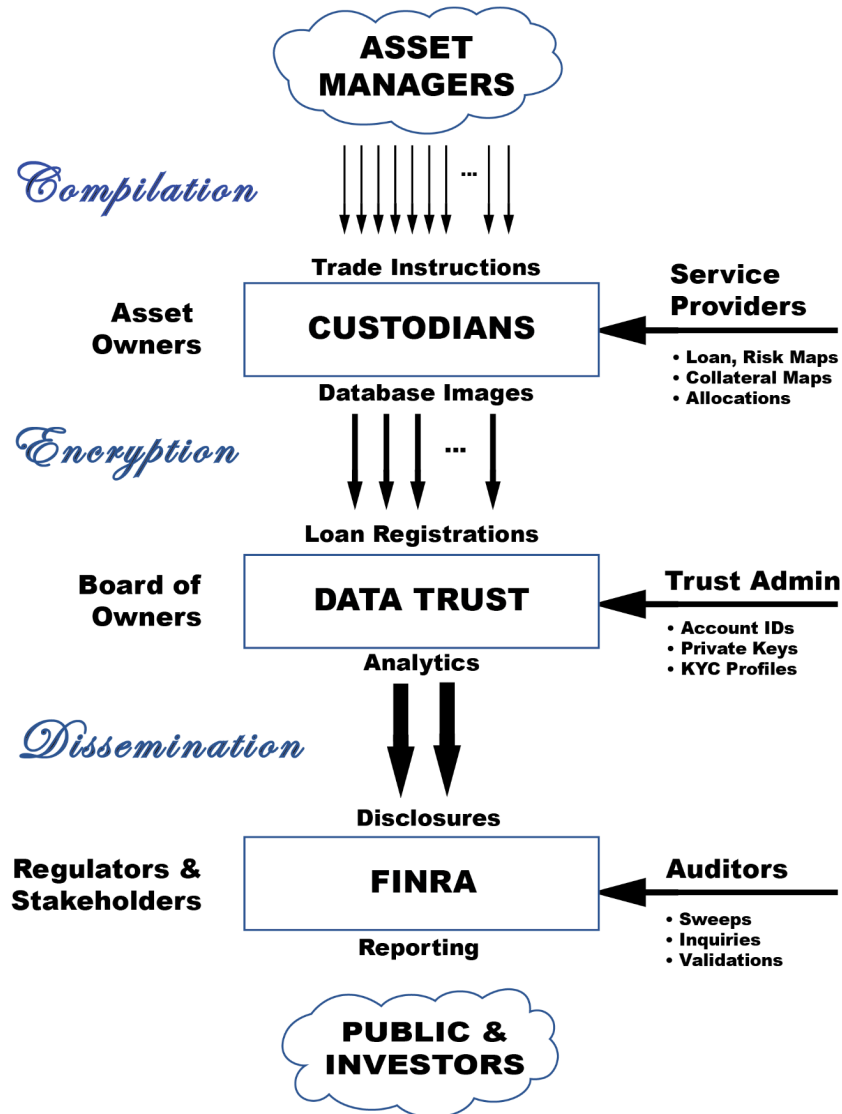 ASSET
MANAGERS
...
Compilation
Trade Instructions
Service
Providers
Asset
Owners
CUSTODIANS
• Loan, Risk Maps
• Collateral Maps
• Allocations
Database Images
Encryption
...
Loan Registrations
Board of
Owners
DATA TRUST
Trust Admin
• Account IDs
• Private Keys
• KYC Profiles
Analytics
Dissemination
Disclosures
Regulators &
Stakeholders
FINRA
Auditors
• Sweeps
• Inquiries
• Validations
Reporting
PUBLIC &
INVESTORS